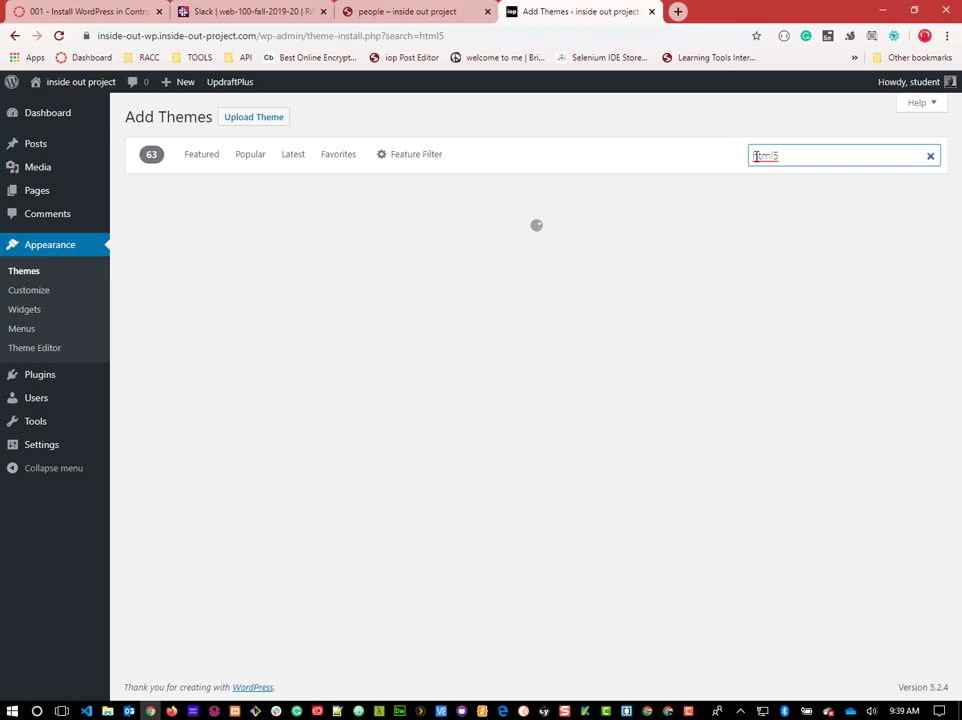 001 - Install WordPress in Contro
Slack | web-100-fall-2019-20 | RA
people – inside out project
iop
Add Themes ‹ inside out project
inside-out-wp.inside-out-project.com/wp-admin/theme-install.php?search=html5
Apps
Dashboard
RACC
TOOLS
API
Cb
Best Online Encrypt...
iop Post Editor
welcome to me | Bri...
Selenium IDE Store...
Learning Tools Inter...
»
Other bookmarks
inside out project
0
New
UpdraftPlus
Howdy, student
Dashboard
Posts
Media
Pages
Comments
Appearance
Themes
Customize
Widgets
Menus
Theme Editor
Plugins
Users
Tools
Settings
Collapse menu
Help
Add Themes
Upload Theme
63
Featured
Popular
Latest
Favorites
Feature Filter
html5
Thank you for creating with WordPress.
Version 5.2.4
9:39 AM